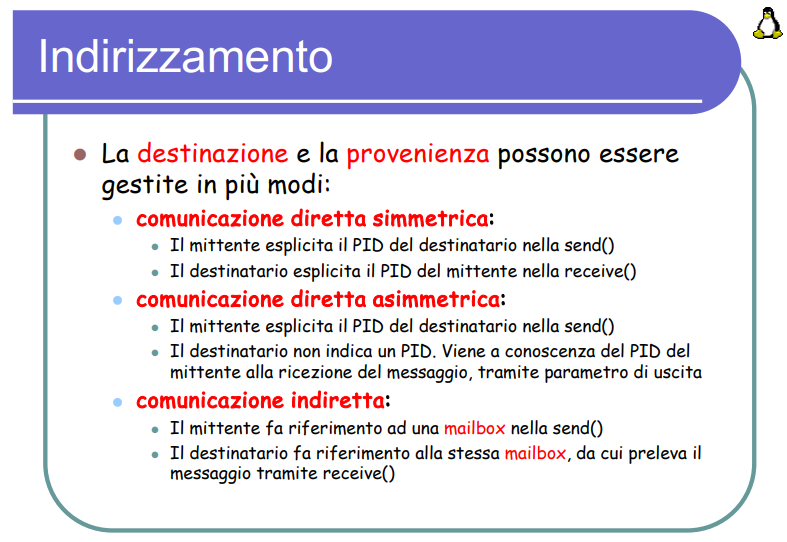 Indirizzamento
La destinazione e la provenienza possono essere
gestite in più modi:
comunicazione diretta simmetrica:
Il mittente esplicita il PID del destinatario nella send()
Il destinatario esplicita il PID del mittente nella receive()
comunicazione diretta asimmetrica:
Il mittente esplicita il PID del destinatario nella send()
Il destinatario non indica un PID. Viene a conoscenza del PID del
mittente alla ricezione del messaggio, tramite parametro di uscita
comunicazione indiretta:
Il mittente fa riferimento ad una mailbox nella send()
Il destinatario fa riferimento alla stessa mailbox, da cui preleva il
messaggio tramite receive()